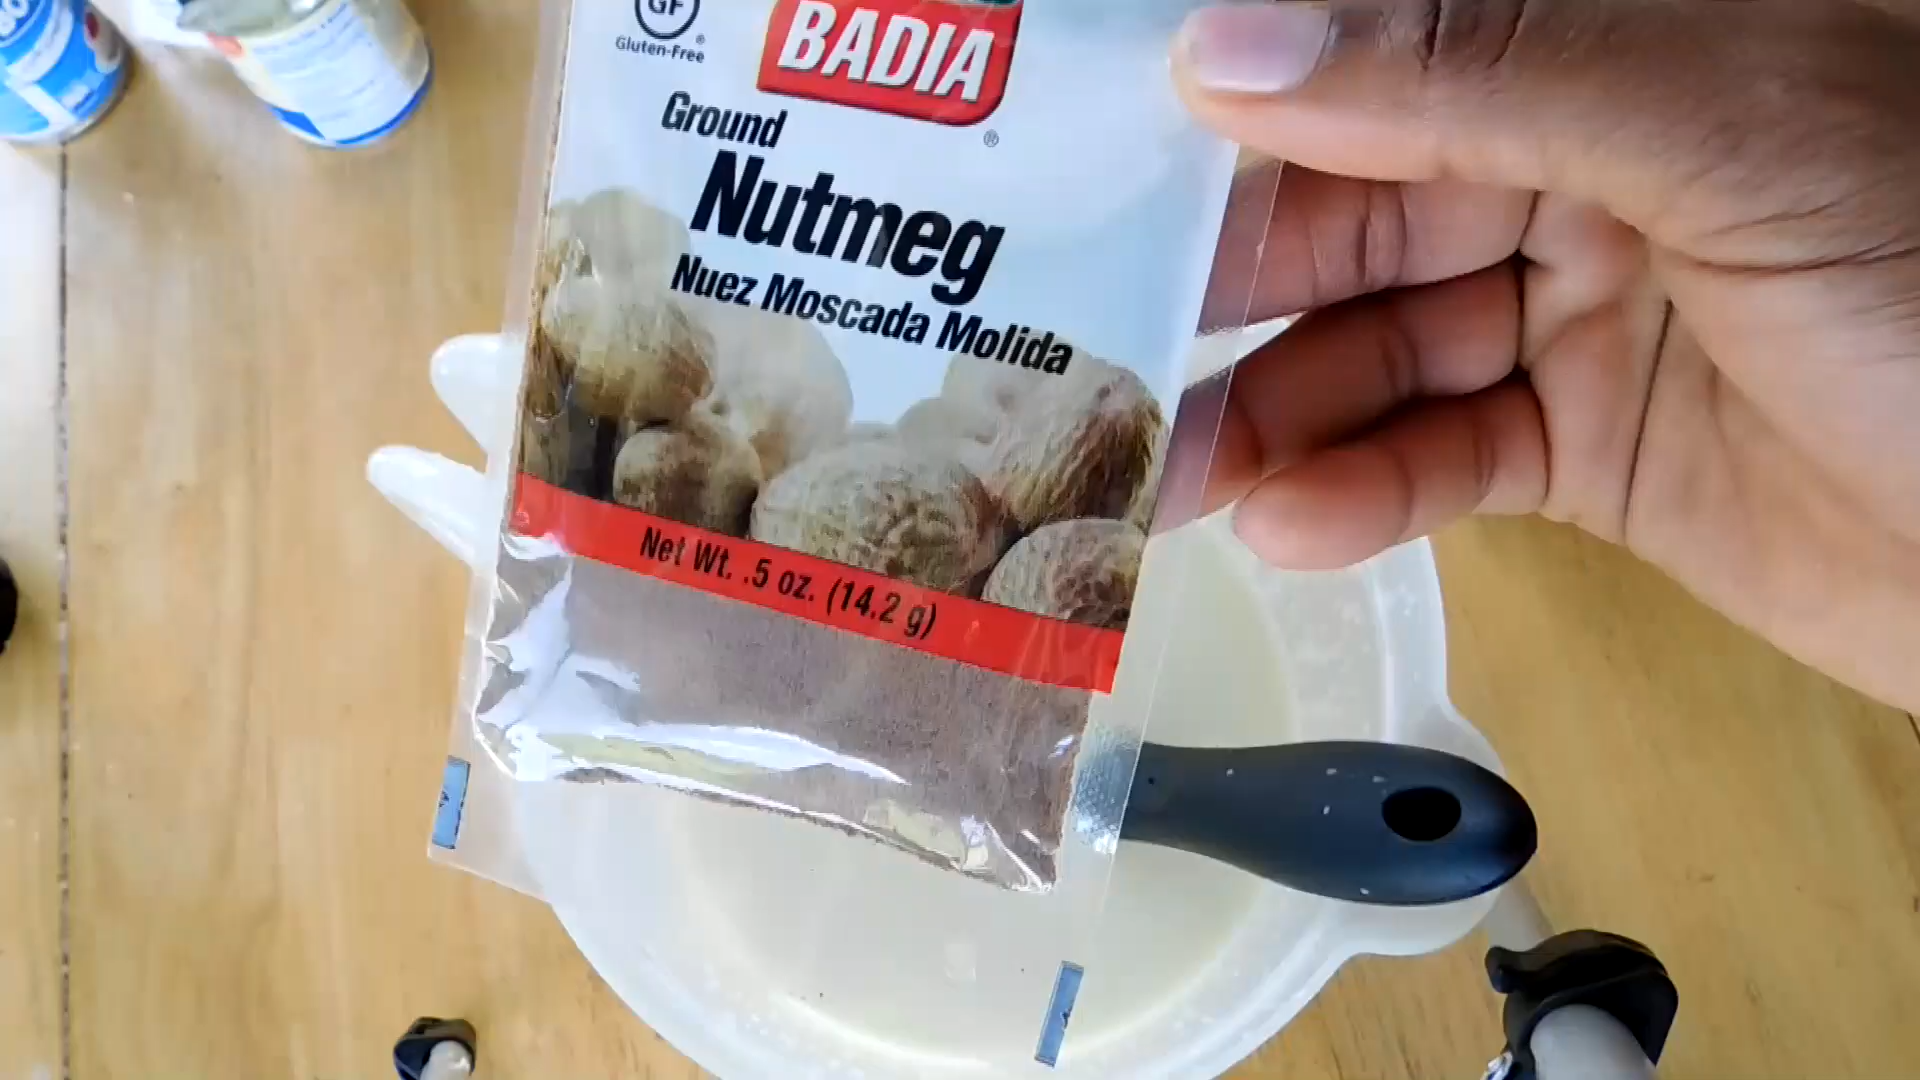 GF
Gluten-Free®
BADIA
®
Ground
Nutmeg
Nuez Moscada Molida
Net Wt. .5 oz. (14.2 g)